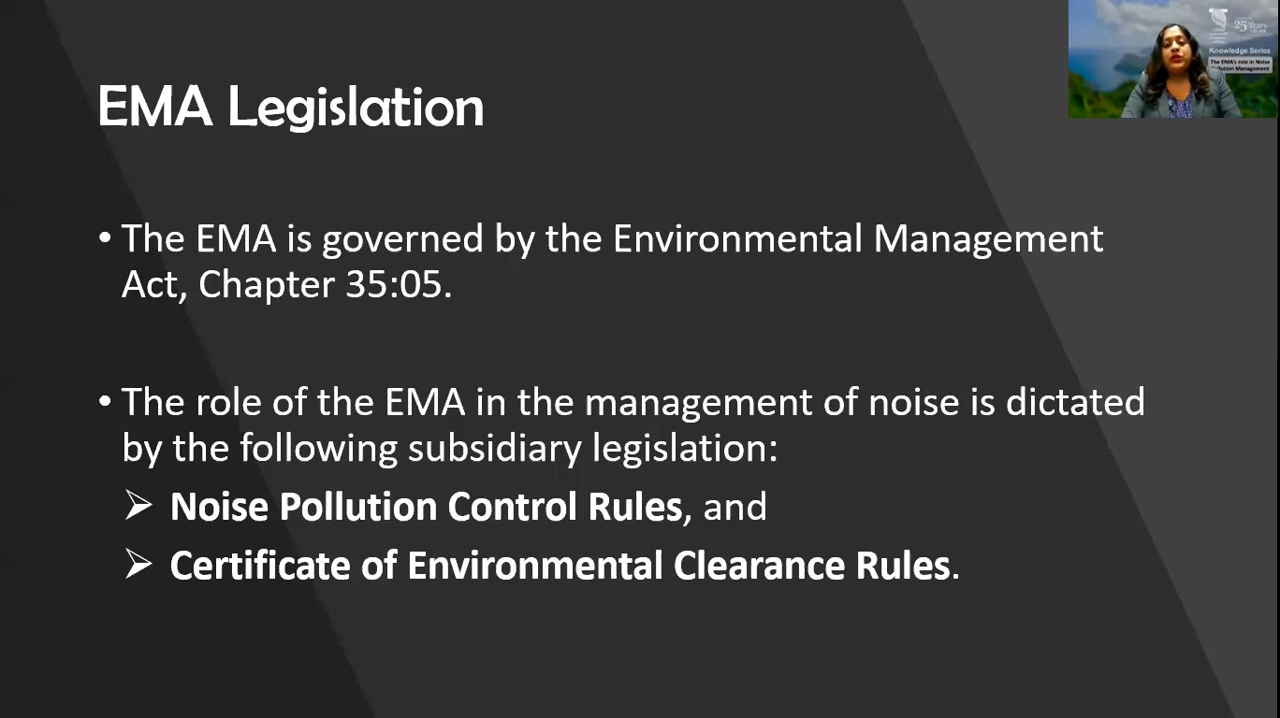 25 Years
Knowledge Series
The EMA's role in Noise
Pollution Management
EMA Legislation
• The EMA is governed by the Environmental Management
Act, Chapter 35:05.
• The role of the EMA in the management of noise is dictated
by the following subsidiary legislation:
➢ Noise Pollution Control Rules, and
➢ Certificate of Environmental Clearance Rules.